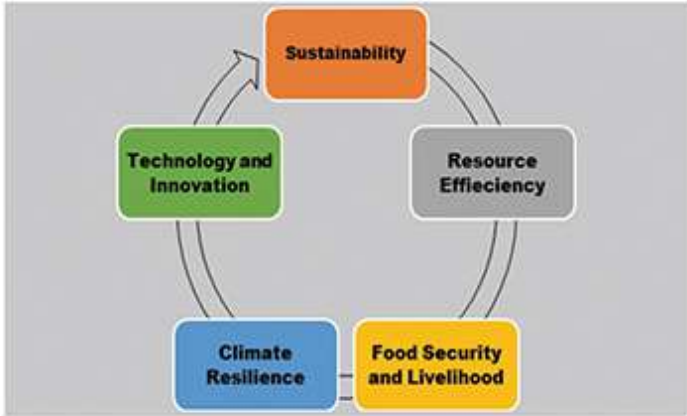 Sustainability
Resource
Effieciency
Food Security
and Livelihood
Climate
Resilience
Technology and
Innovation